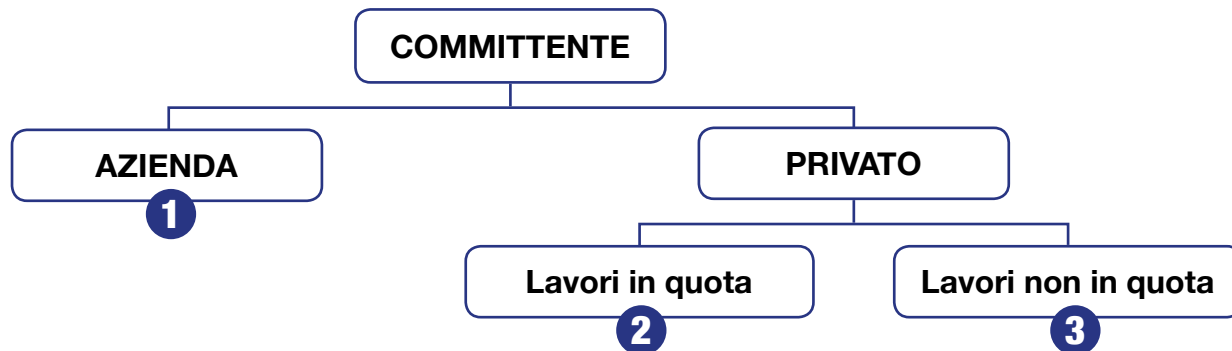 COMMITTENTE
AZIENDA
1
PRIVATO
Lavori in quota
2
Lavori non in quota
3